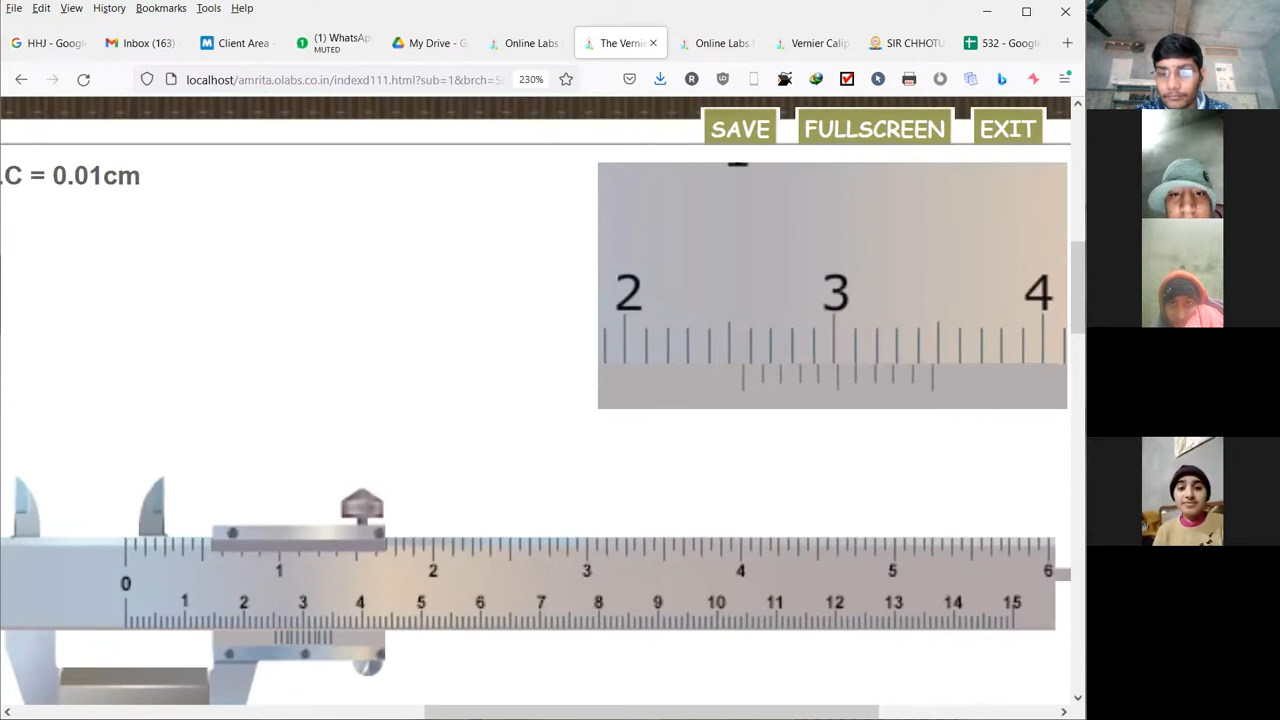 File Edit View History Bookmarks Tools Help
HHJ - Googl
Inbox (163
Client Area
(1) WhatsAp
MUTED
My Drive - G
Online Labs
The Vernie
Online Labs
Vernier Calip
SIR CHHOTU
532 - Google
localhost/amrita.olabs.co.in/indexd111.html?sub=1&brch=5
230%
SAVE FULLSCREEN EXIT
.C = 0.01cm
2 3 4
0 1 2 3 4 5 6
1 2 3 4 5 6 7 8 9 10 11 12 13 14 15